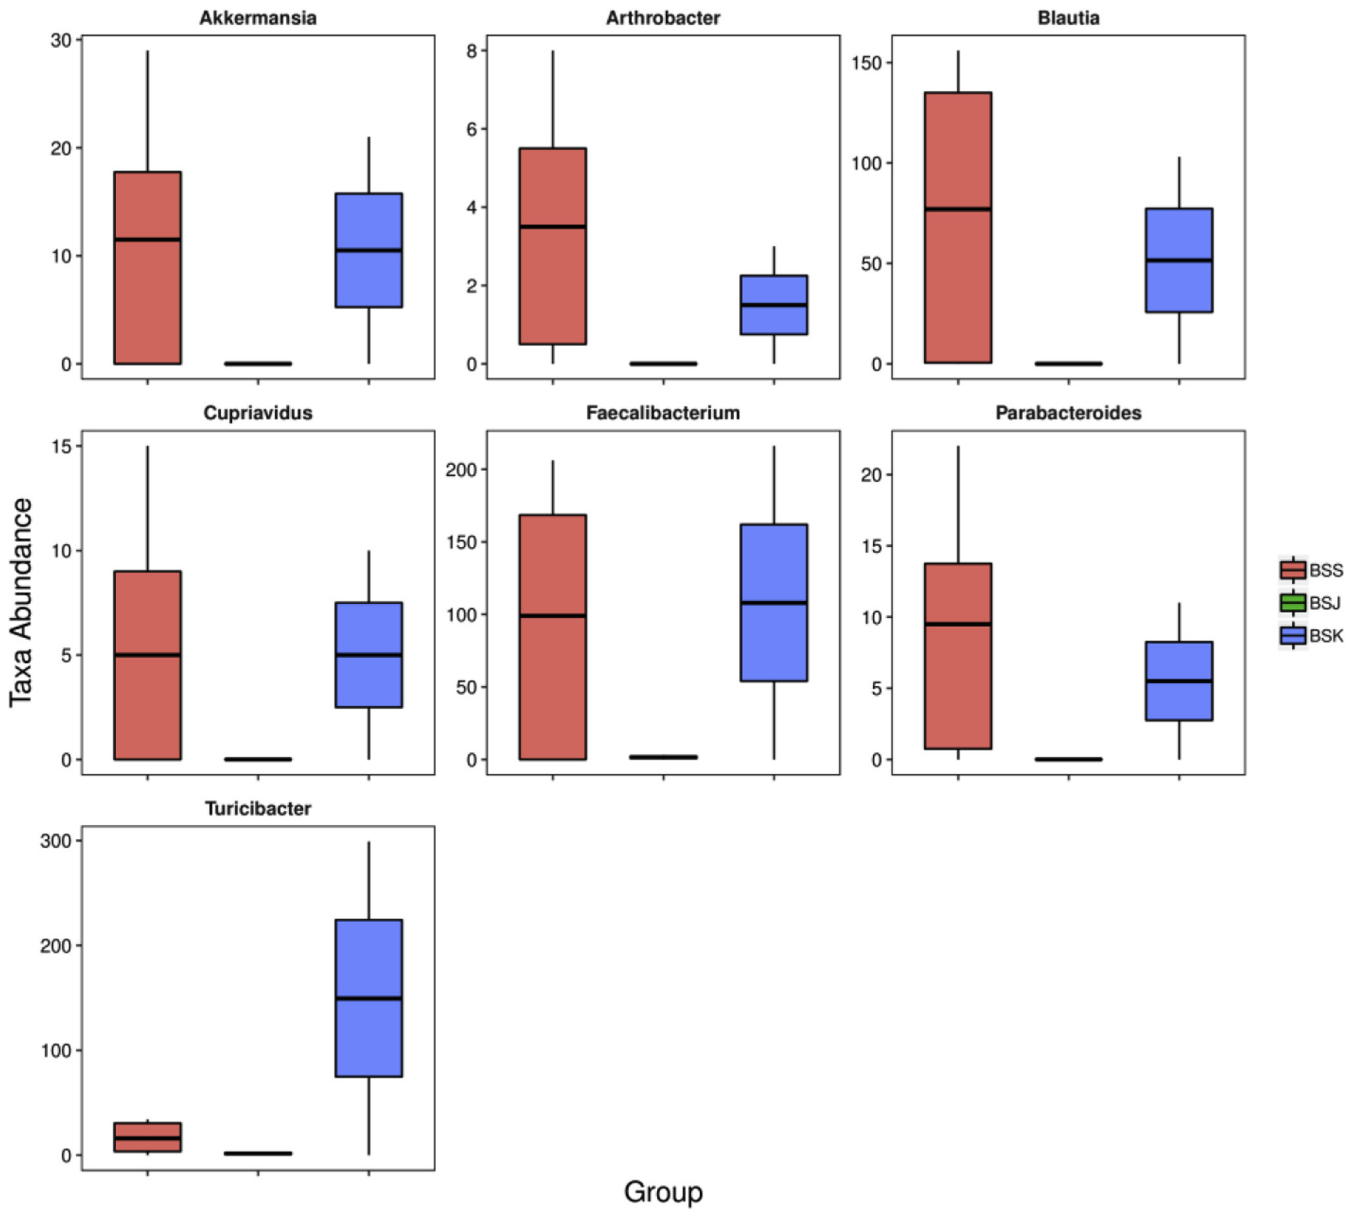 Akkermansia
Arthrobacter
Blautia
30
20
10
0
8
6
4
2
0
150
100
50
0
Cupriavidus
Faecalibacterium
Parabacteroides
15
10
5
0
200
150
100
50
0
20
15
10
5
0
Taxa Abundance
BSS
BSJ
BSK
Turicibacter
300
200
100
0
Group